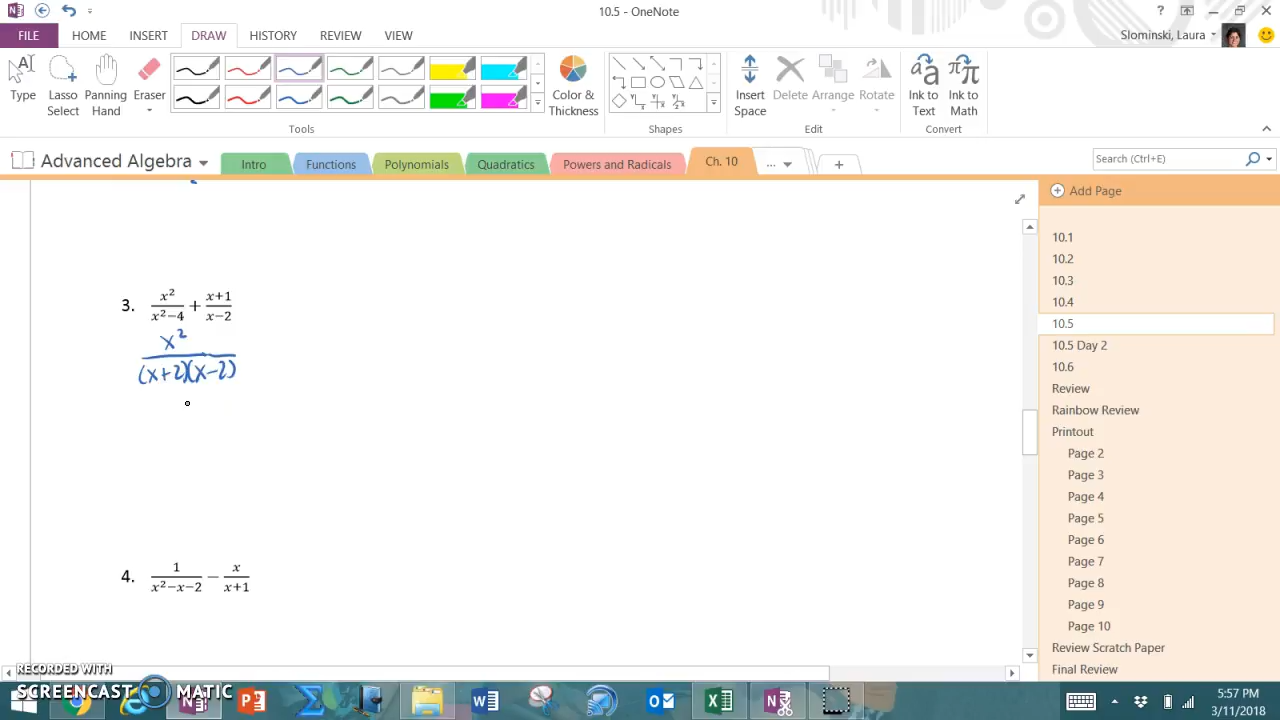 10.5 - OneNote
?
FILE HOME INSERT DRAW HISTORY REVIEW VIEW
Slominski, Laura
Type
Lasso Select
Panning Hand
Eraser
Color & Thickness
Insert Space
Delete
Arrange
Rotate
Ink to Text
Ink to Math
Tools
Shapes
Edit
Convert
Advanced Algebra
Intro Functions Polynomials Quadratics Powers and Radicals Ch. 10 ...
Search (Ctrl+E)
Add Page
10.1
10.2
10.3
10.4
10.5
10.5 Day 2
10.6
Review
Rainbow Review
Printout
Page 2
Page 3
Page 4
Page 5
Page 6
Page 7
Page 8
Page 9
Page 10
Review Scratch Paper
Final Review
3. x²/(x²−4) + (x+1)/(x−2)
x²
(x+2)(x-2)
4. 1/(x²−x−2) − x/(x+1)
RECORDED WITH
SCREENCAST MATIC
5:57 PM
3/11/2018